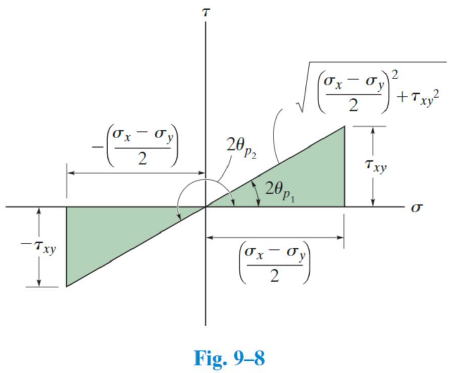 τ
√((σx − σy)/2)² + τxy²
−((σx − σy)/2)
2θp₂
τxy
2θp₁
σ
−τxy
((σx − σy)/2)
Fig. 9–8